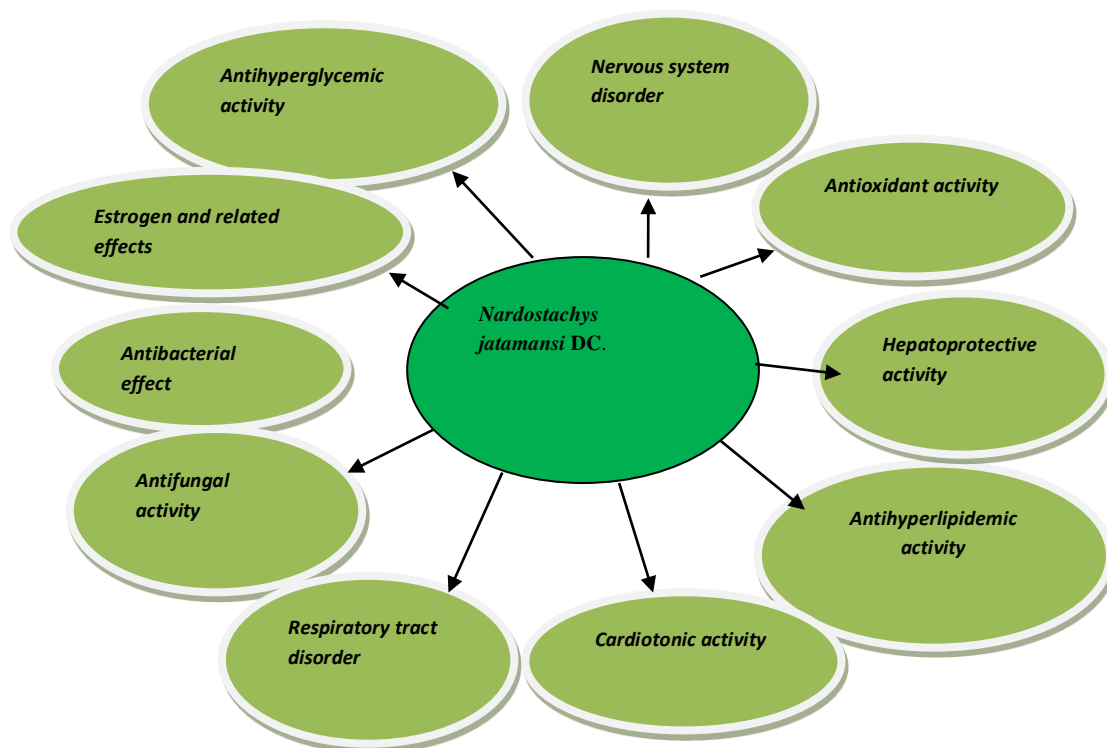 Antihyperglycemic
activity
Nervous system
disorder
Antioxidant activity
Estrogen and related
effects
Nardostachys
jatamansi DC.
Hepatoprotective
activity
Antibacterial
effect
Antifungal
activity
Antihyperlipidemic
activity
Respiratory tract
disorder
Cardiotonic activity